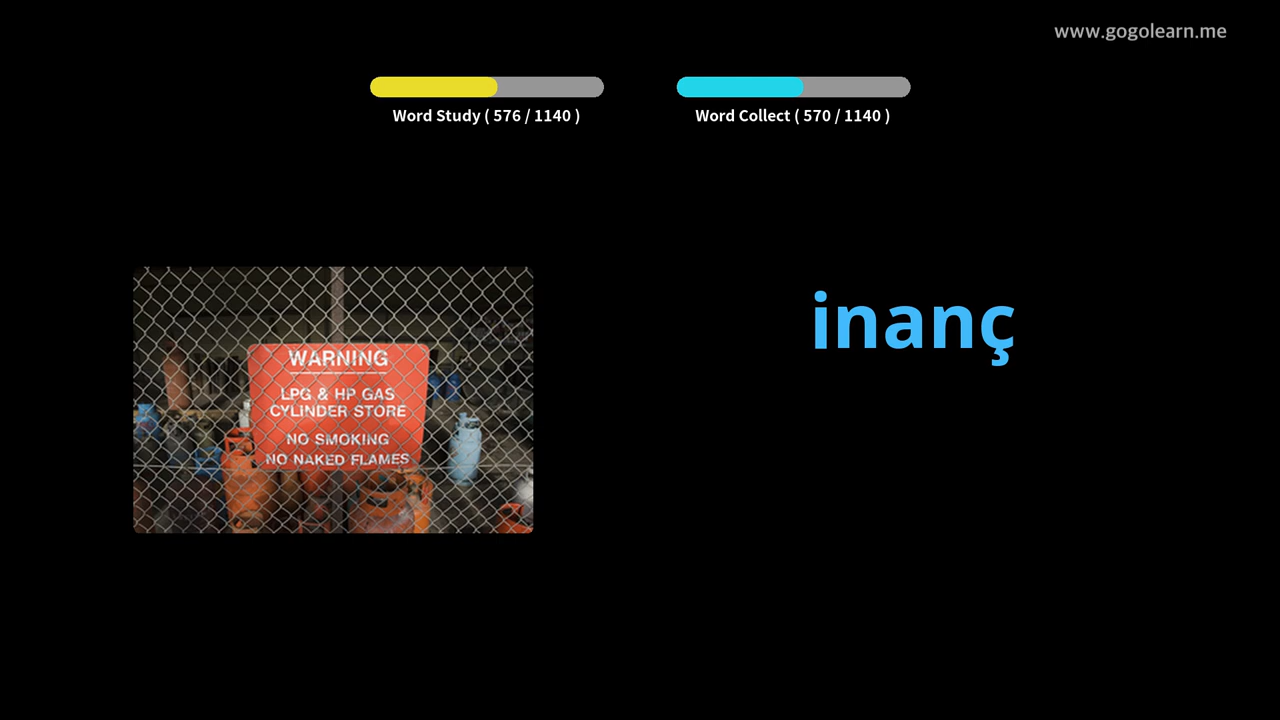 www.gogolearn.me
Word Study ( 576 / 1140 )
Word Collect ( 570 / 1140 )
inanç
WARNING
LPG & HP GAS
CYLINDER STORE
NO SMOKING
NO NAKED FLAMES